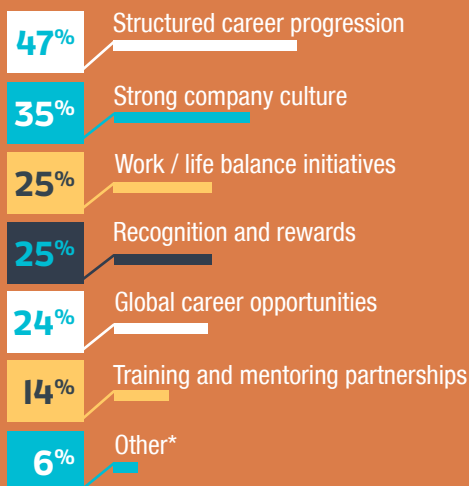 47% Structured career progression
35% Strong company culture
25% Work / life balance initiatives
25% Recognition and rewards
24% Global career opportunities
14% Training and mentoring partnerships
6% Other*